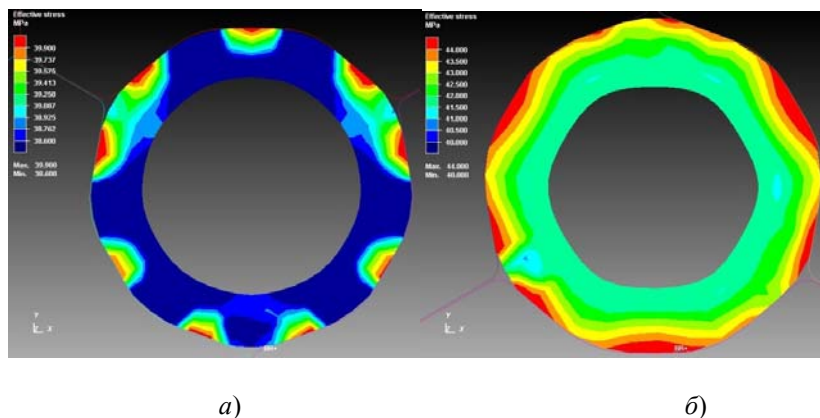 Effective stress
MPa
39.900
39.737
39.575
39.413
39.250
39.087
38.925
38.762
38.600
Max. 39.900
Min. 38.600
Y
Z X
Effective stress
MPa
44.000
43.500
43.000
42.500
42.000
41.500
41.000
40.500
40.000
Max. 44.000
Min. 40.000
Y
Z X
а)
б)